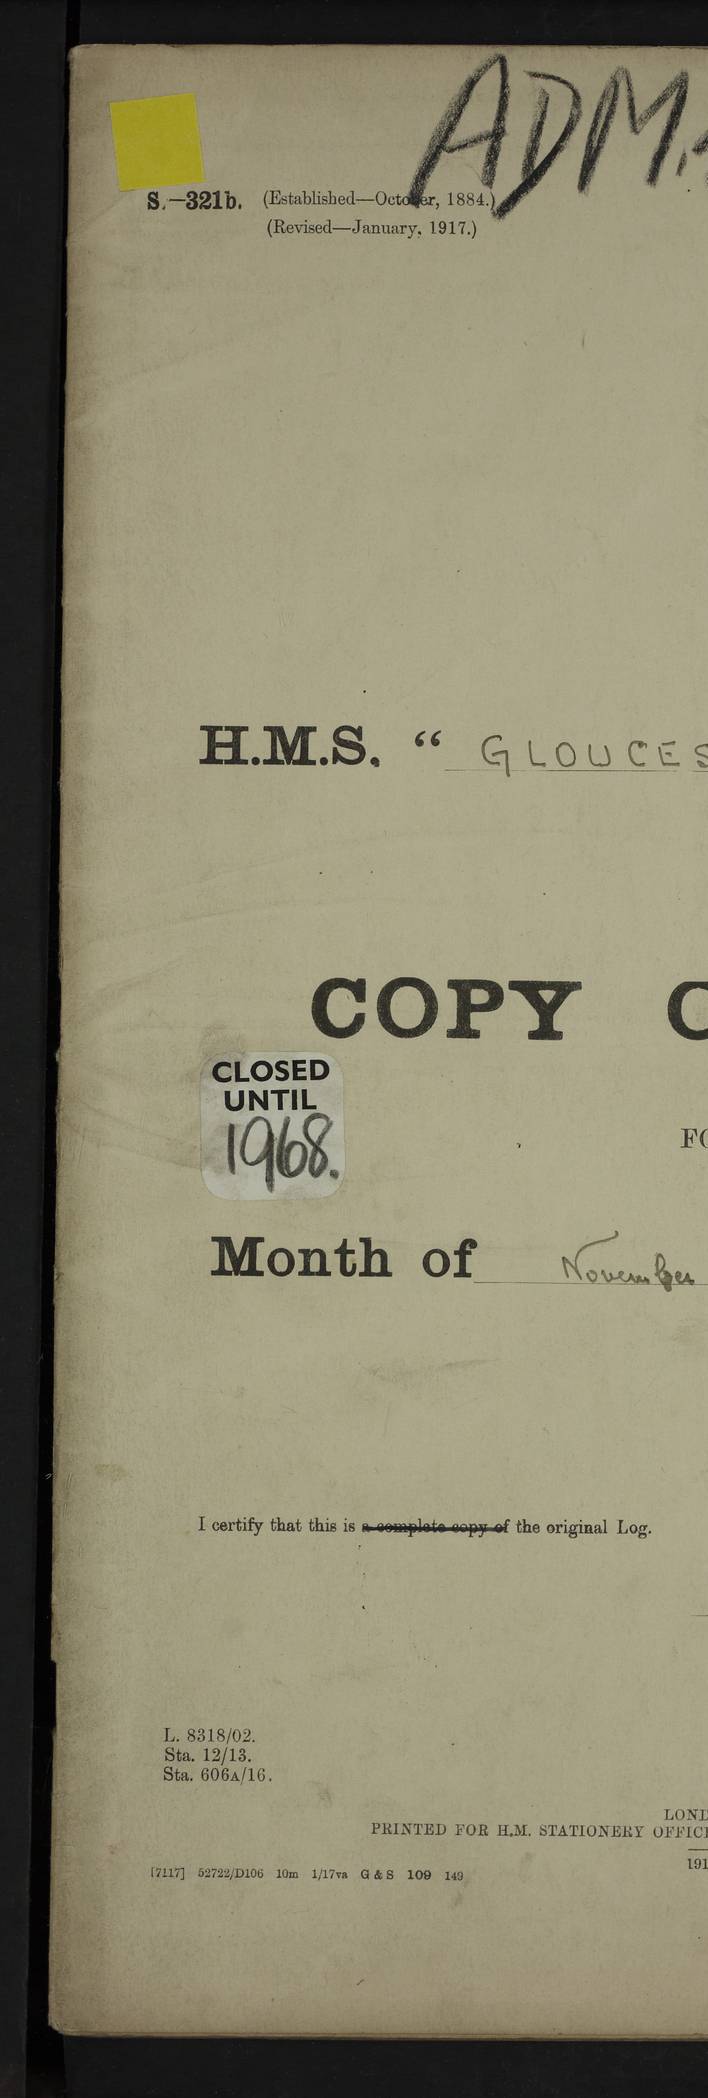 ADM.
S.—321b. (Established—October, 1884.)
(Revised—January, 1917.)
H.M.S. “ GLOUCES
COPY
CLOSED
UNTIL
1968.
FO
Month of November
I certify that this is a complete copy of the original Log.
L. 8318/02.
Sta. 12/13.
Sta. 606A/16.
LOND
PRINTED FOR H.M. STATIONERY OFFIC
191
[7117] 52722/D106 10m 1/17va G & S 109 149